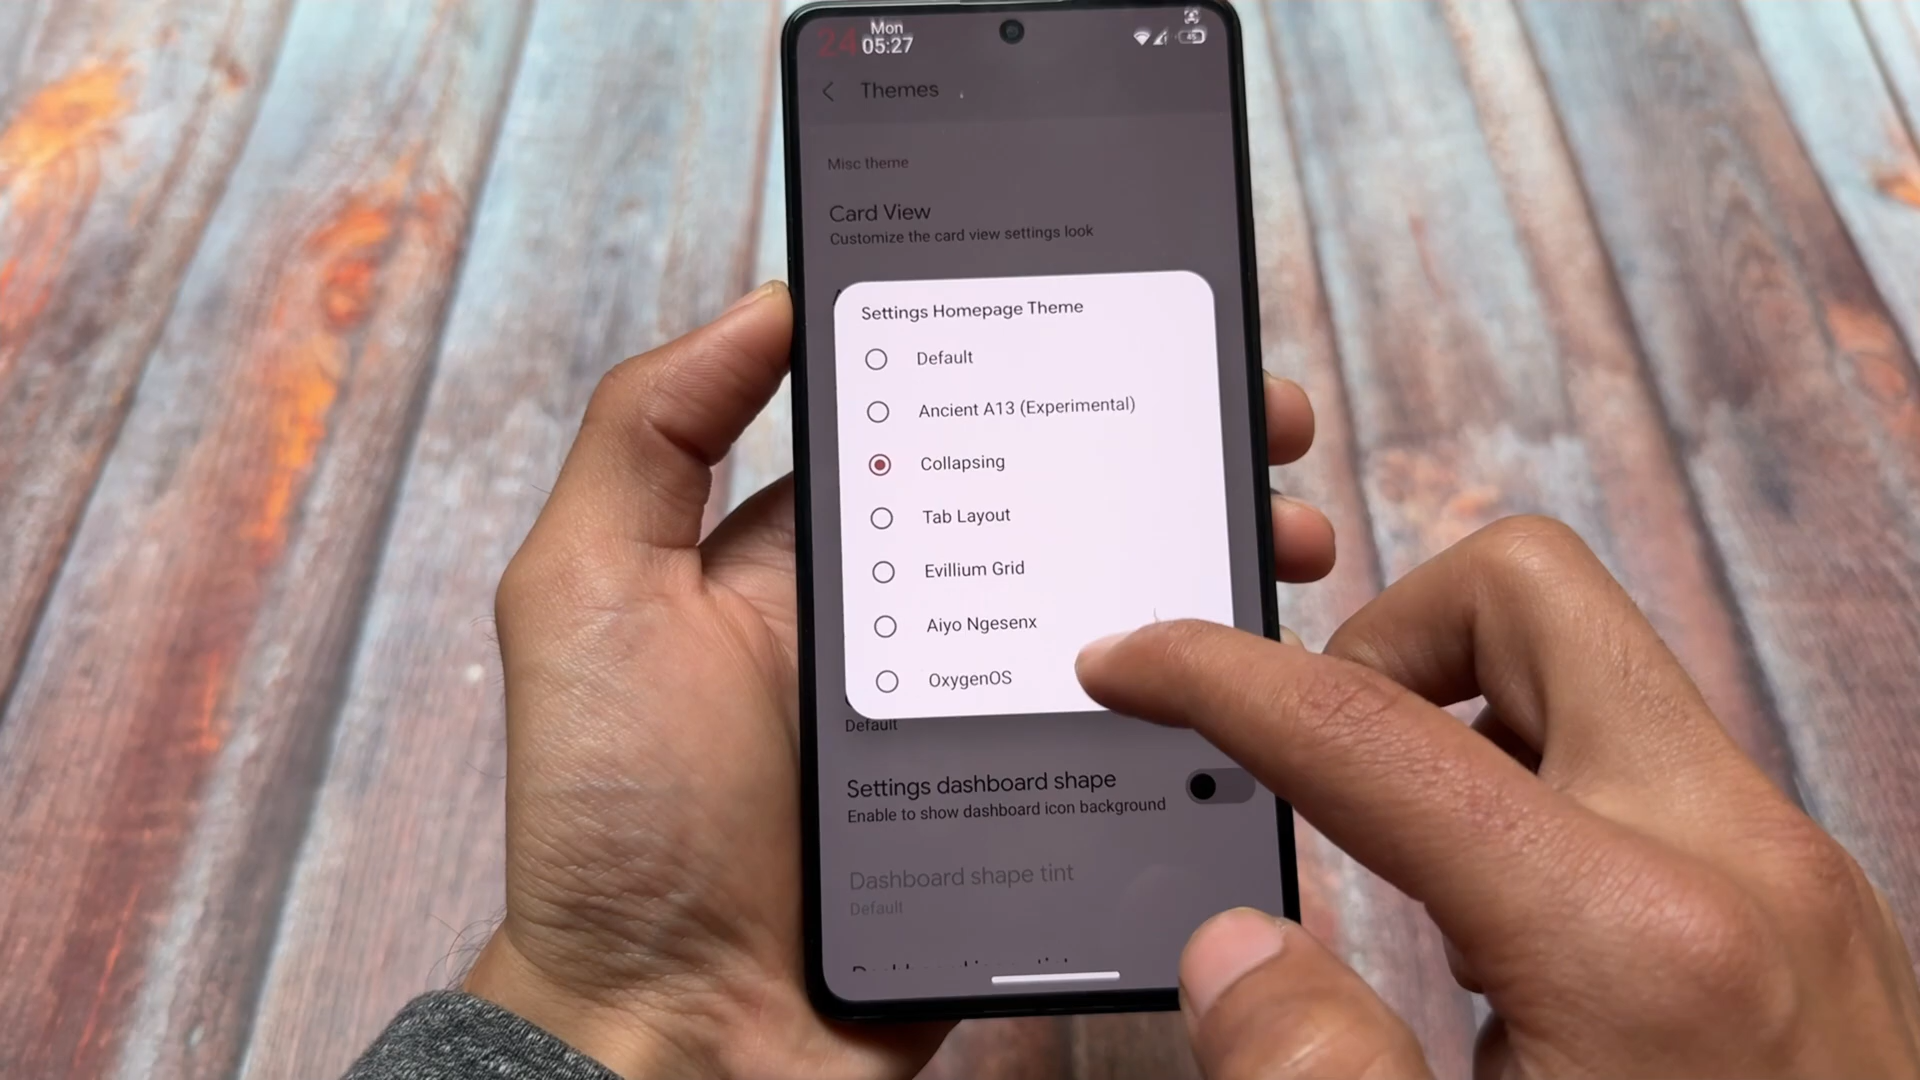 24
Mon
05:27
45
Themes
Misc theme
Card View
Customize the card view settings look
Settings Homepage Theme
Default
Ancient A13 (Experimental)
Collapsing
Tab Layout
Evillium Grid
Aiyo Ngesenx
OxygenOS
Default
Settings dashboard shape
Enable to show dashboard icon background
Dashboard shape tint
Default